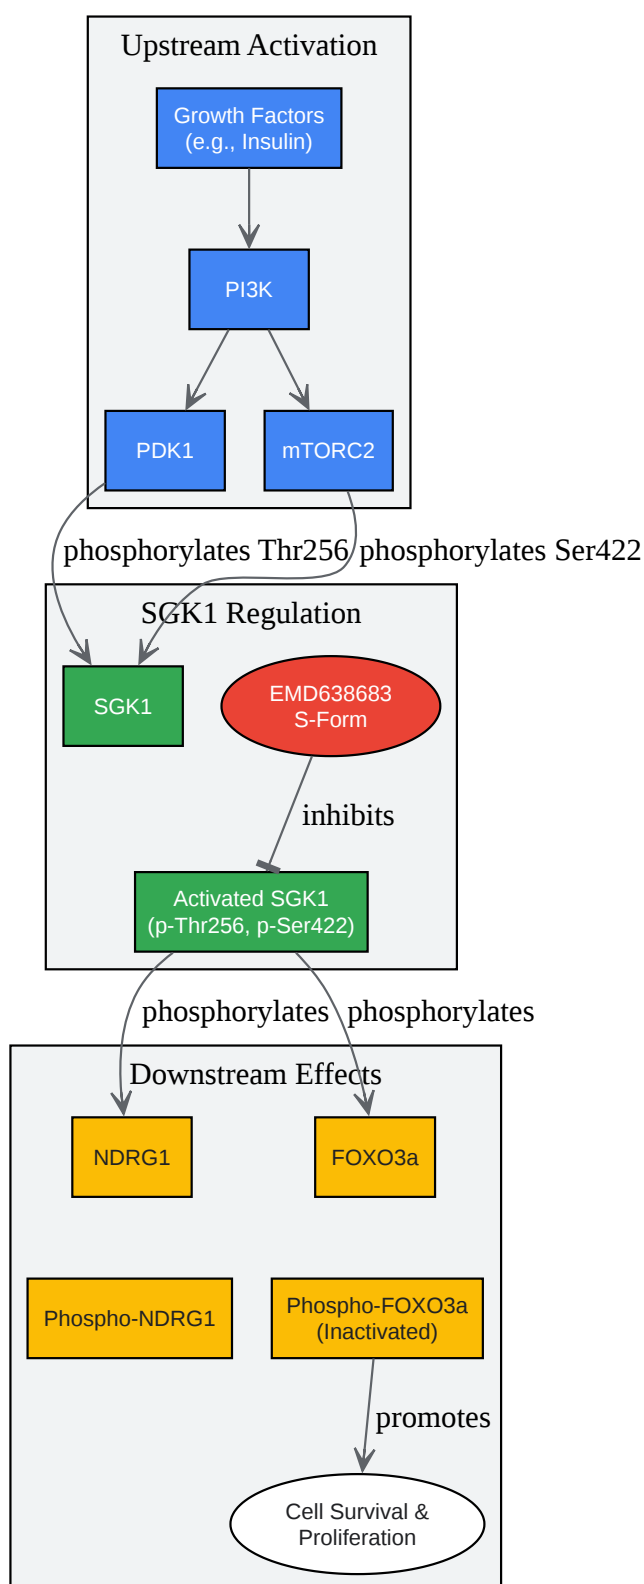 Upstream Activation
Growth Factors
(e.g., Insulin)
PI3K
PDK1
mTORC2
phosphorylates Thr256
phosphorylates Ser422
SGK1 Regulation
SGK1
EMD638683
S-Form
inhibits
Activated SGK1
(p-Thr256, p-Ser422)
phosphorylates
phosphorylates
Downstream Effects
NDRG1
FOXO3a
Phospho-NDRG1
Phospho-FOXO3a
(Inactivated)
promotes
Cell Survival &
Proliferation